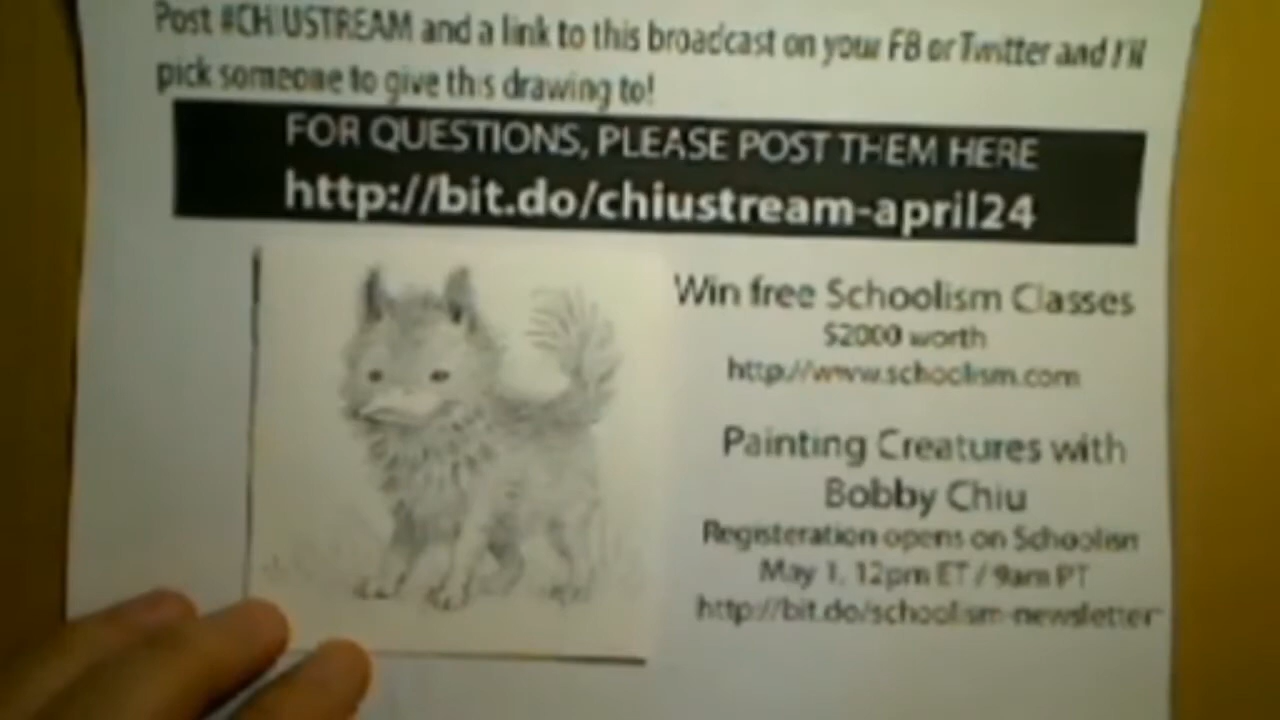 Post #CHIUSTREAM and a link to this broadcast on your FB or Twitter and I'll
pick someone to give this drawing to!
FOR QUESTIONS, PLEASE POST THEM HERE
http://bit.do/chiustream-april24
Win free Schoolism Classes
$2000 worth
http://www.schoolism.com
Painting Creatures with
Bobby Chiu
Registeration opens on Schoolism
May 1, 12pm ET / 9am PT
http://bit.do/schoolism-newsletter